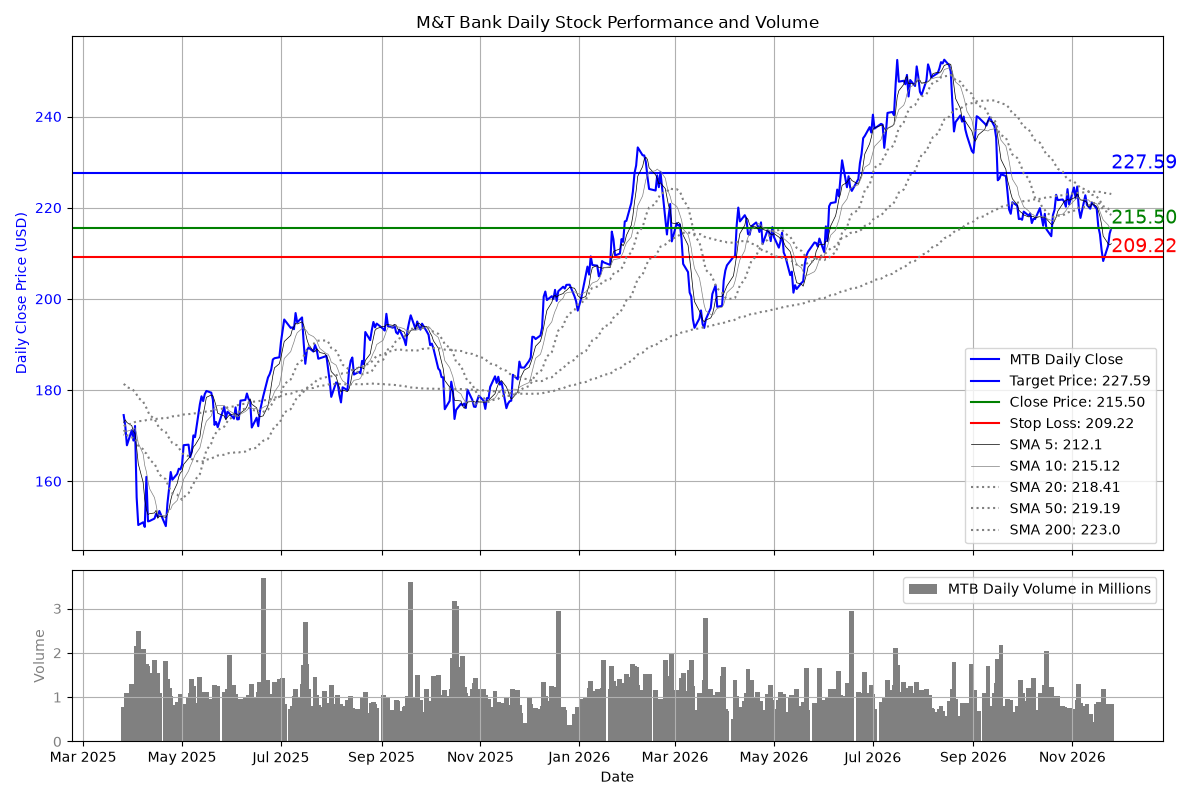 M&T Bank Daily Stock Performance and Volume
Daily Close Price (USD)
240
220
200
180
160
227.59
215.50
209.22
MTB Daily Close
Target Price: 227.59
Close Price: 215.50
Stop Loss: 209.22
SMA 5: 212.1
SMA 10: 215.12
SMA 20: 218.41
SMA 50: 219.19
SMA 200: 223.0
Volume
3
2
1
0
MTB Daily Volume in Millions
Mar 2025 May 2025 Jul 2025 Sep 2025 Nov 2025 Jan 2026 Mar 2026 May 2026 Jul 2026 Sep 2026 Nov 2026
Date